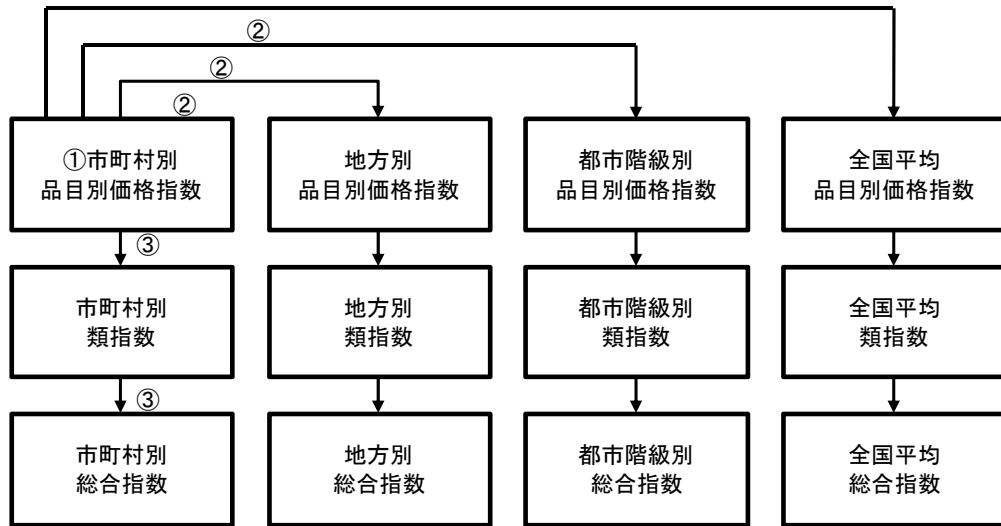 ②
②
②
①市町村別
品目別価格指数
地方別
品目別価格指数
都市階級別
品目別価格指数
全国平均
品目別価格指数
③
市町村別
類指数
地方別
類指数
都市階級別
類指数
全国平均
類指数
③
市町村別
総合指数
地方別
総合指数
都市階級別
総合指数
全国平均
総合指数